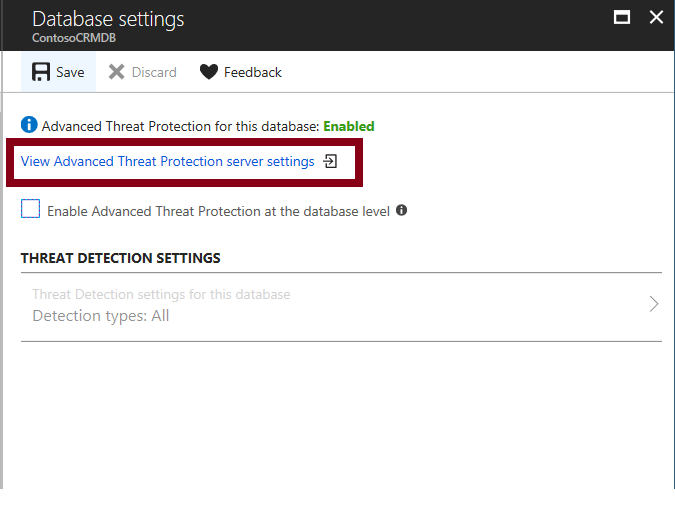 Database settings
ContosoCRMDB
Save Discard Feedback
Advanced Threat Protection for this database: Enabled
View Advanced Threat Protection server settings
Enable Advanced Threat Protection at the database level
THREAT DETECTION SETTINGS
Threat Detection settings for this database
Detection types: All